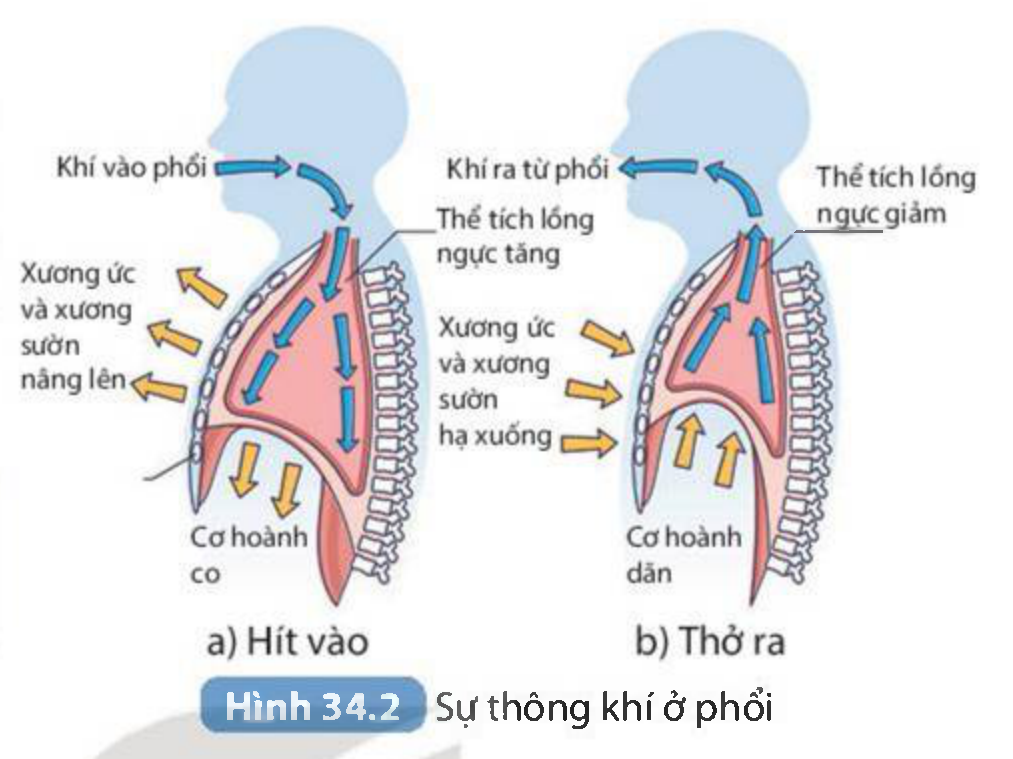 Khí vào phổi
Thể tích lồng
ngực tăng
Xương ức
và xương
sườn
nâng lên
Cơ hoành
co
a) Hít vào
Khí ra từ phổi
Thể tích lồng
ngực giảm
Xương ức
và xương
sườn
hạ xuống
Cơ hoành
dãn
b) Thở ra
Hình 34.2 Sự thông khí ở phổi